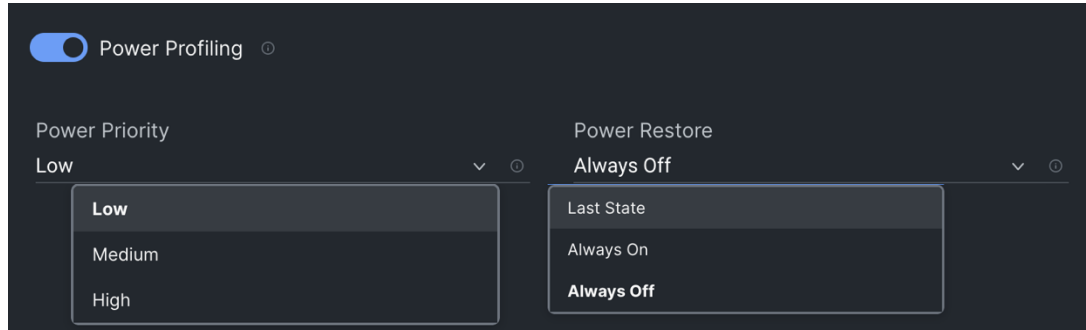 Power Profiling
Power Priority
Low
Low
Medium
High
Power Restore
Always Off
Last State
Always On
Always Off